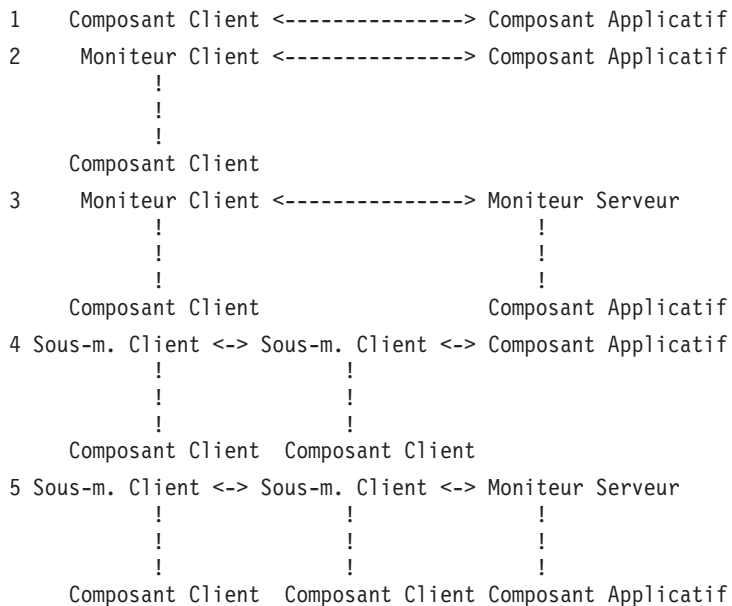 1    Composant Client <---------------> Composant Applicatif
2     Moniteur Client <---------------> Composant Applicatif
            !
            !
            !
     Composant Client
3     Moniteur Client <---------------> Moniteur Serveur
            !                              !
            !                              !
            !                              !
     Composant Client                  Composant Applicatif
4 Sous-m. Client <-> Sous-m. Client <-> Composant Applicatif
            !               !
            !               !
            !               !
     Composant Client  Composant Client
5 Sous-m. Client <-> Sous-m. Client <-> Moniteur Serveur
            !               !              !
            !               !              !
            !               !              !
     Composant Client  Composant Client Composant Applicatif